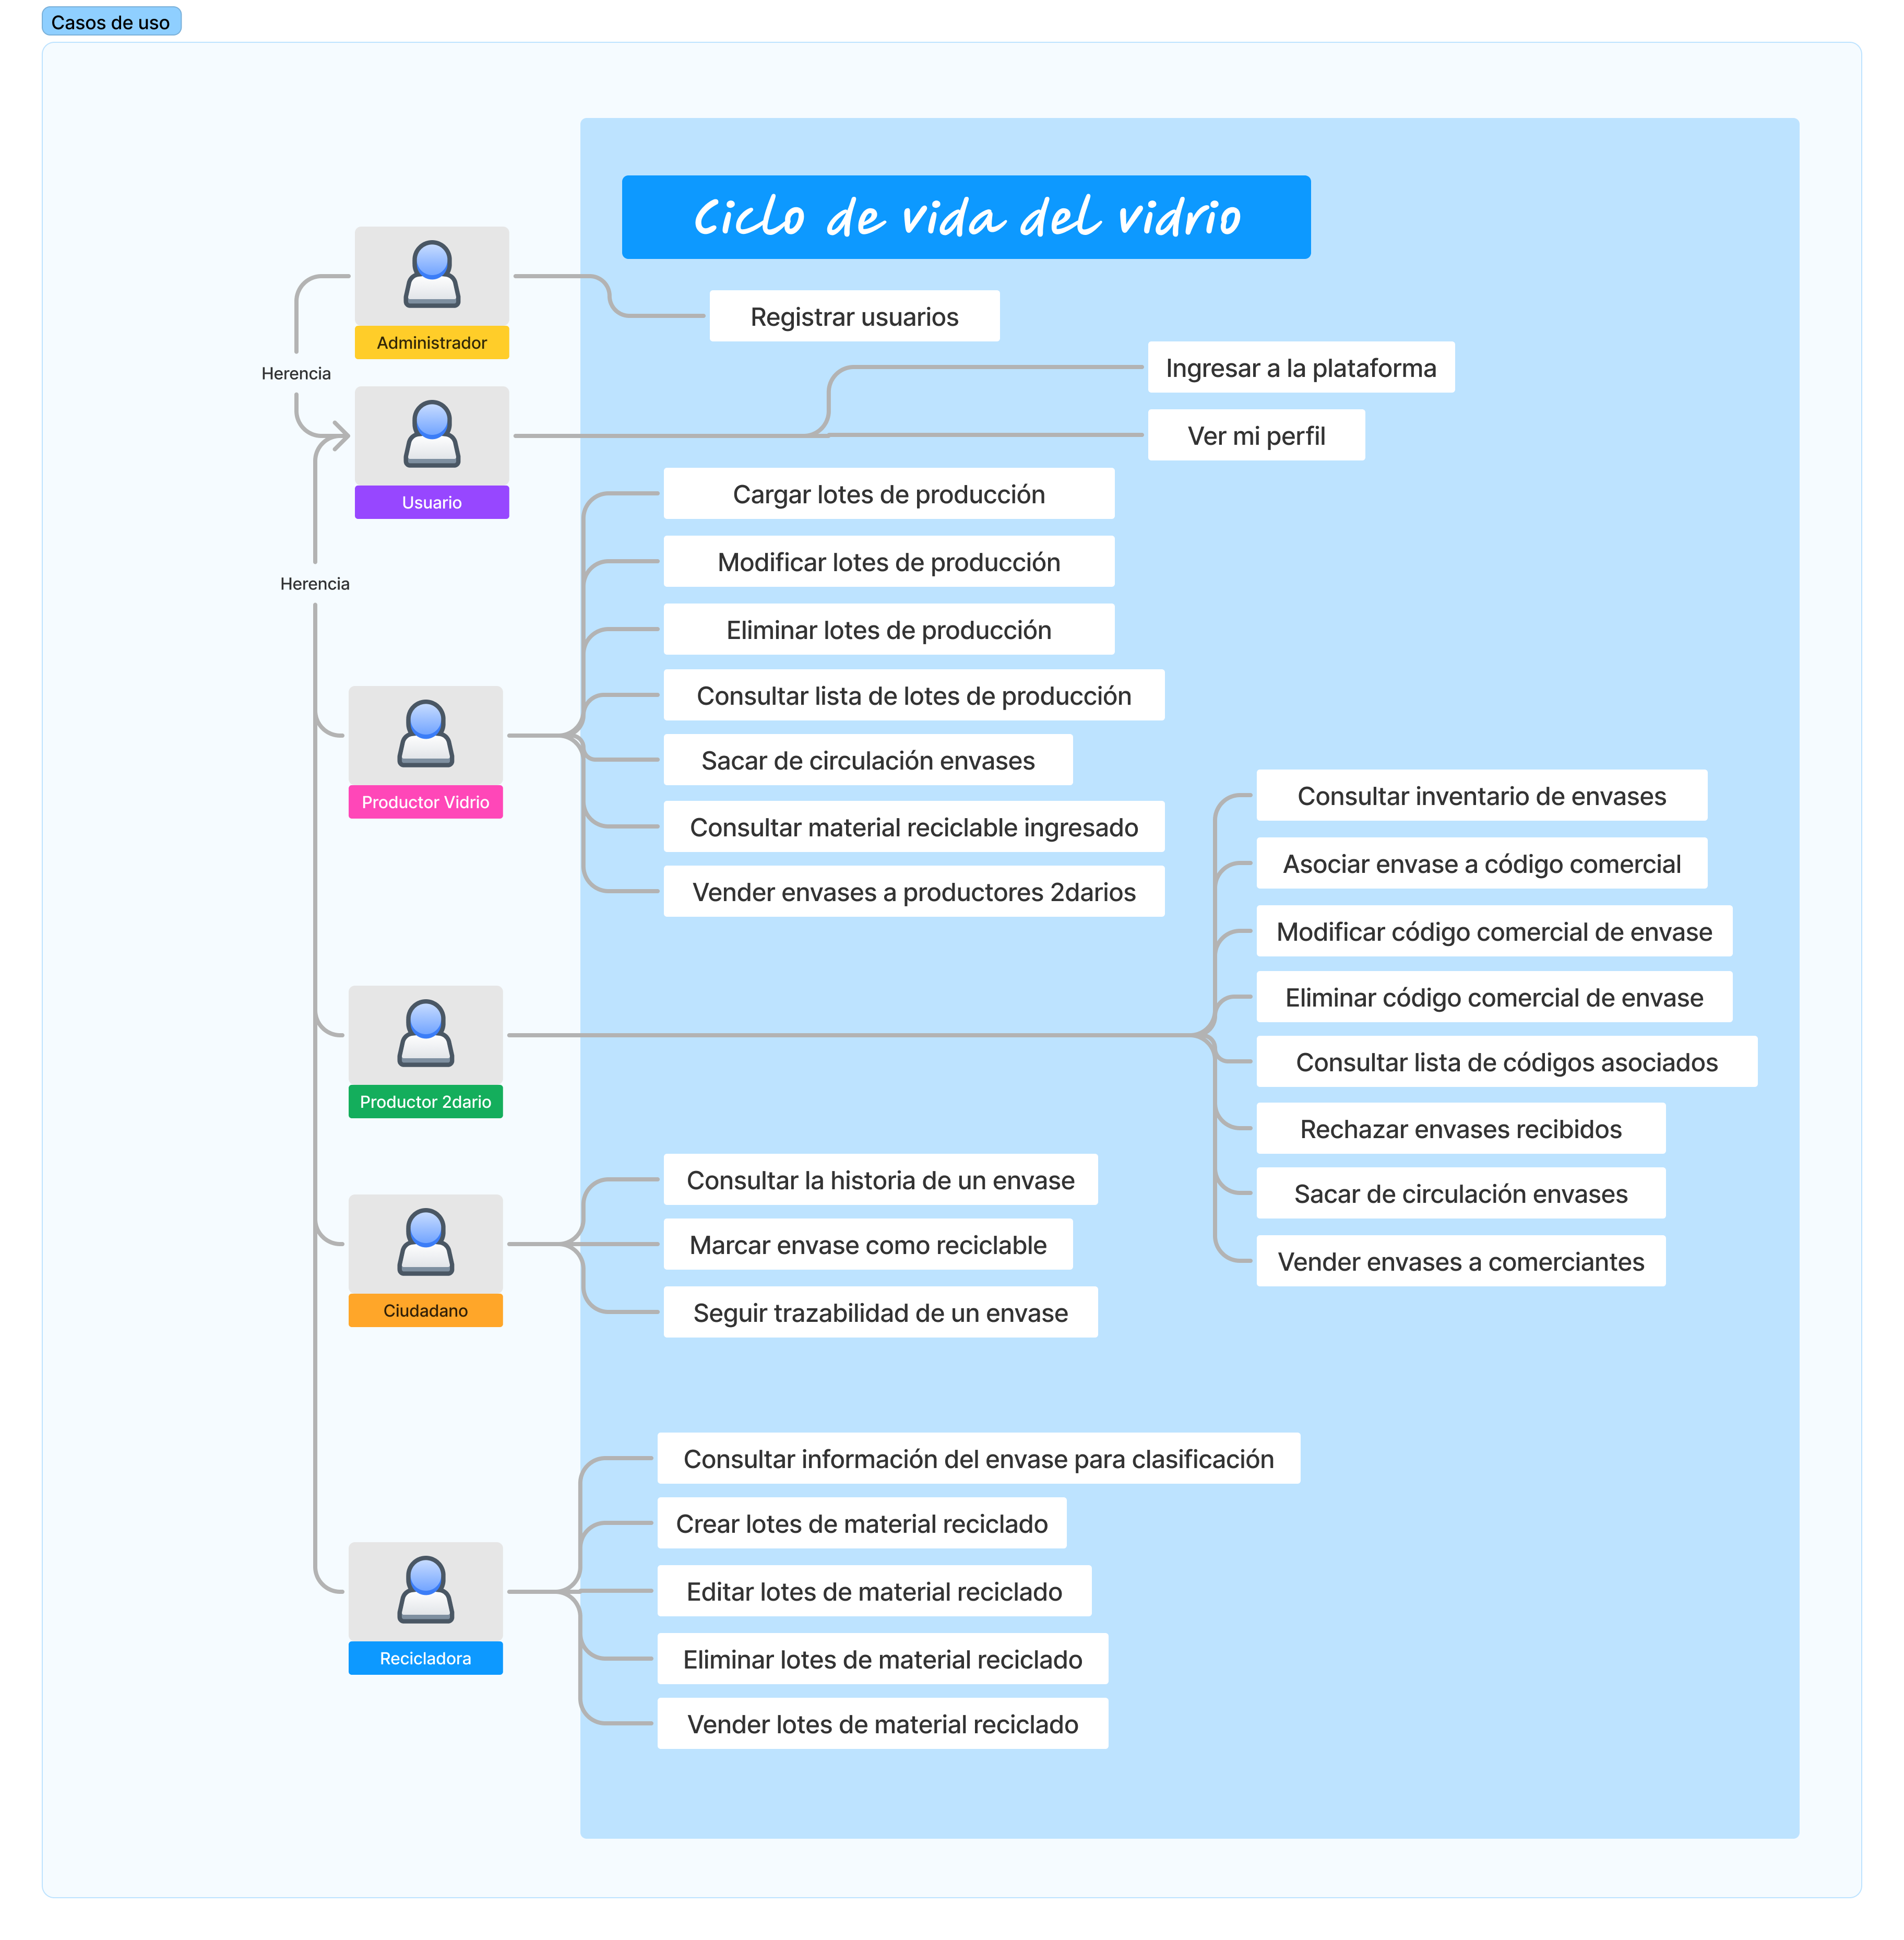 Casos de uso
Ciclo de vida del vidrio
Registrar usuarios
Administrador
Ingresar a la plataforma
Herencia
Ver mi perfil
Usuario
Cargar lotes de producción
Modificar lotes de producción
Herencia
Eliminar lotes de producción
Consultar lista de lotes de producción
Sacar de circulación envases
Productor Vidrio
Consultar material reciclable ingresado
Vender envases a productores 2darios
Consultar inventario de envases
Asociar envase a código comercial
Modificar código comercial de envase
Eliminar código comercial de envase
Consultar lista de códigos asociados
Productor 2dario
Rechazar envases recibidos
Sacar de circulación envases
Vender envases a comerciantes
Consultar la historia de un envase
Marcar envase como reciclable
Seguir trazabilidad de un envase
Ciudadano
Consultar información del envase para clasificación
Crear lotes de material reciclado
Editar lotes de material reciclado
Eliminar lotes de material reciclado
Recicladora
Vender lotes de material reciclado